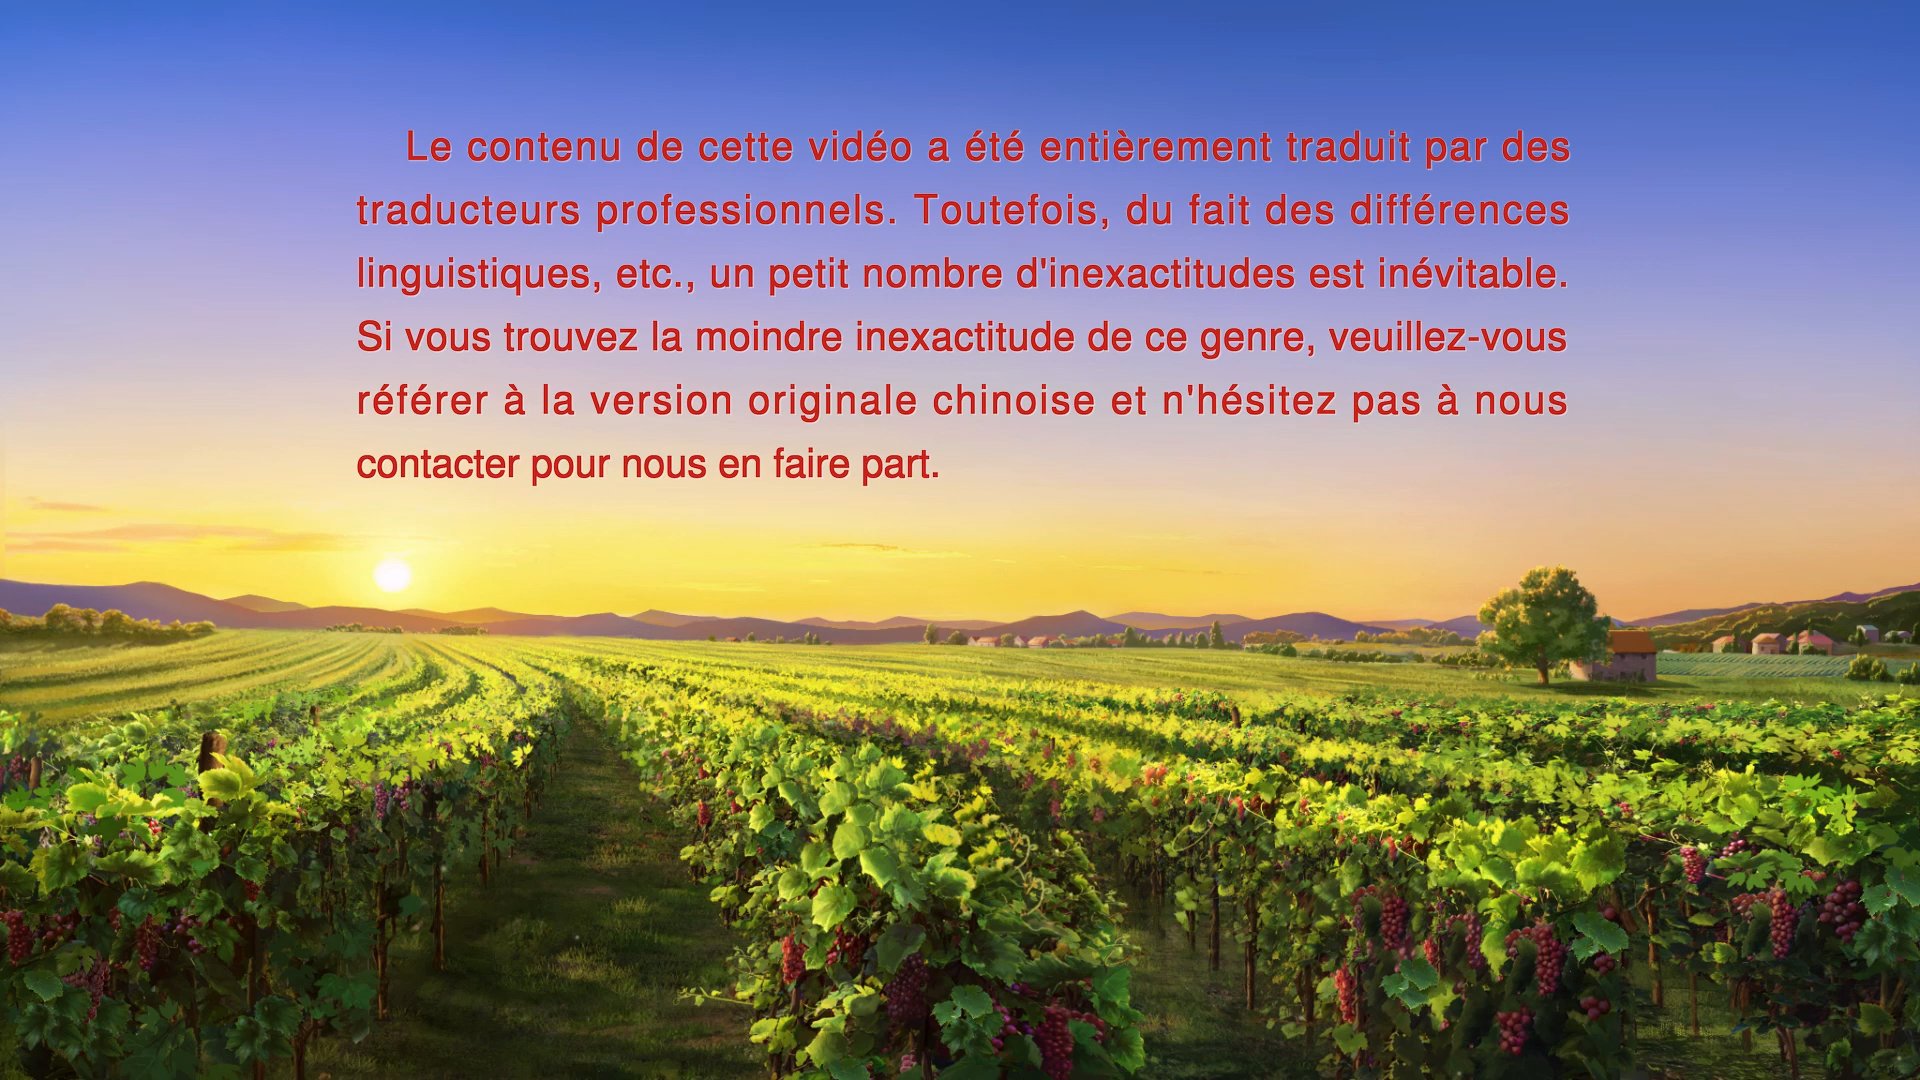 Le contenu de cette vidéo a été entièrement traduit par des
traducteurs professionnels. Toutefois, du fait des différences
linguistiques, etc., un petit nombre d'inexactitudes est inévitable.
Si vous trouvez la moindre inexactitude de ce genre, veuillez-vous
référer à la version originale chinoise et n'hésitez pas à nous
contacter pour nous en faire part.